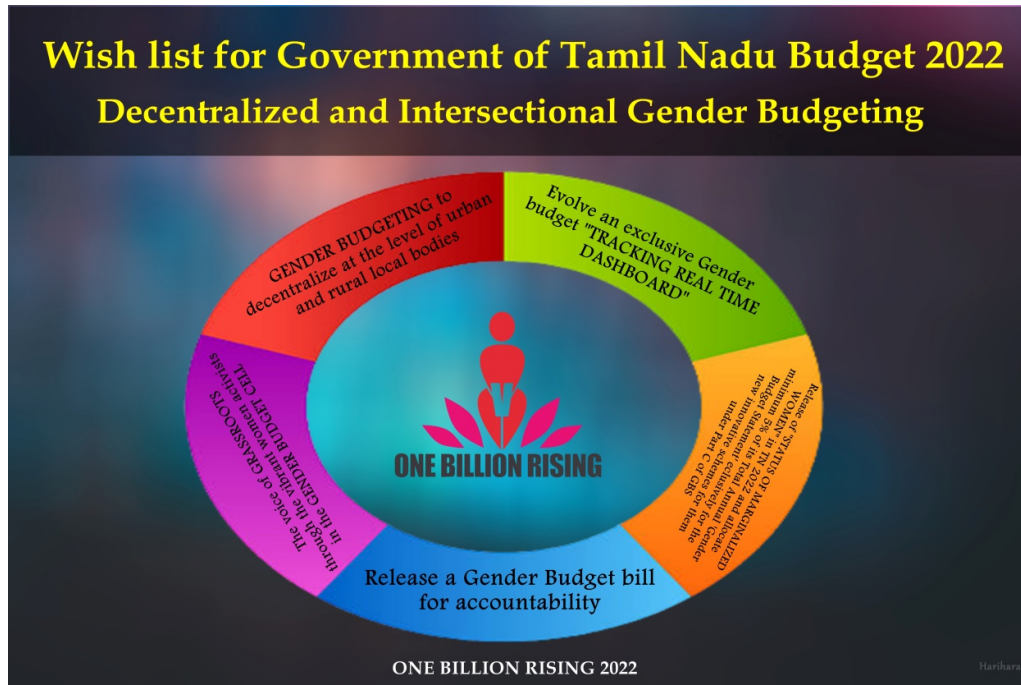 Wish list for Government of Tamil Nadu Budget 2022
Decentralized and Intersectional Gender Budgeting
GENDER BUDGETING to
decentralize at the level of urban
and rural local bodies
Evolve an exclusive Gender
budget "TRACKING REAL TIME
DASHBOARD"
Release of "STATUS OF MARGINALIZED
WOMEN" in TN 2022 and allocate
minimum 5% of its Total Annual 'Gender
Budget Statement' eclusively for the
new innovative schemes for them
under Part C of GBS
Release a Gender Budget bill
for accountability
The voice of GRASSROOTS
through the vibrant women activists
in the GENDER BUDGET CELL
ONE BILLION RISING
ONE BILLION RISING 2022
Harihara